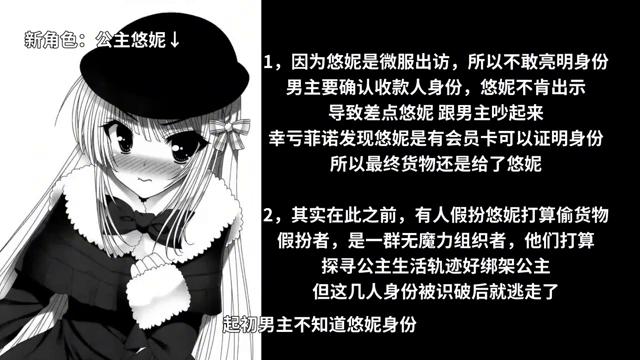 新角色：公主悠妮↓
1，因为悠妮是微服出访，所以不敢亮明身份
男主要确认收款人身份，悠妮不肯出示
导致差点悠妮 跟男主吵起来
幸亏菲诺发现悠妮是有会员卡可以证明身份
所以最终货物还是给了悠妮
2，其实在此之前，有人假扮悠妮打算偷货物
假扮者，是一群无魔力组织者，他们打算
探寻公主生活轨迹好绑架公主
但这几人身份被识破后就逃走了
起初男主不知道悠妮身份